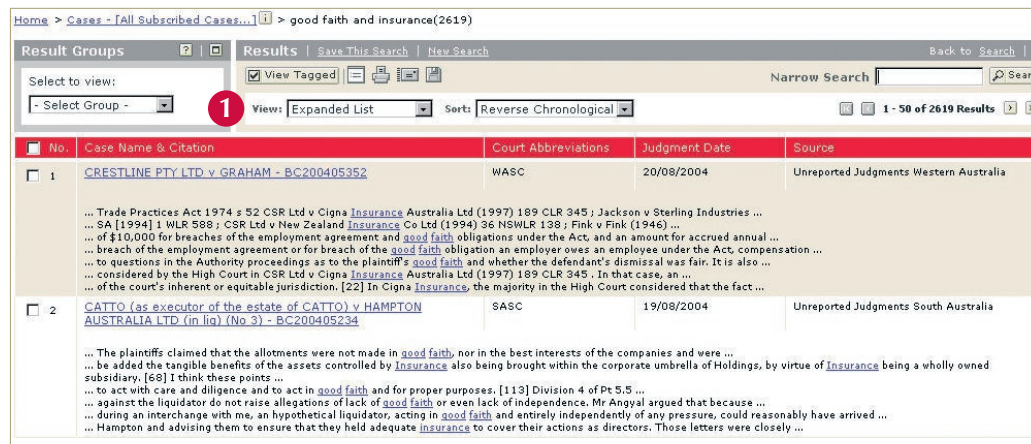 Home > Cases - [All Subscribed Cases...] i > good faith and insurance(2619)
Result Groups ?
Results | Save This Search | New Search Back to Search |
Select to view:
- Select Group -
View Tagged
Narrow Search Sear
1
View: Expanded List Sort: Reverse Chronological 1 - 50 of 2619 Results
No. Case Name & Citation Court Abbreviations Judgment Date Source
1 CRESTLINE PTY LTD v GRAHAM - BC200405352 WASC 20/08/2004 Unreported Judgments Western Australia
... Trade Practices Act 1974 s 52 CSR Ltd v Cigna Insurance Australia Ltd (1997) 189 CLR 345 ; Jackson v Sterling Industries ...
... SA [1994] 1 WLR 588 ; CSR Ltd v New Zealand Insurance Co Ltd (1994) 36 NSWLR 138 ; Fink v Fink (1946) ...
... of $10,000 for breaches of the employment agreement and good faith obligations under the Act, and an amount for accrued annual ...
... breach of the employment agreement or for breach of the good faith obligation an employer owes an employee under the Act, compensation ...
... to questions in the Authority proceedings as to the plaintiff's good faith and whether the defendant's dismissal was fair. It is also ...
... considered by the High Court in CSR Ltd v Cigna Insurance Australia Ltd (1997) 189 CLR 345 . In that case, an ...
... of the court's inherent or equitable jurisdiction. [22] In Cigna Insurance, the majority in the High Court considered that the fact ...
2 CATTO (as executor of the estate of CATTO) v HAMPTON SASC 19/08/2004 Unreported Judgments South Australia
AUSTRALIA LTD (in liq) (No 3) - BC200405234
... The plaintiffs claimed that the allotments were not made in good faith, nor in the best interests of the companies and were ...
... be added the tangible benefits of the assets controlled by Insurance also being brought within the corporate umbrella of Holdings, by virtue of Insurance being a wholly owned
subsidiary. [68] I think these points ...
... to act with care and diligence and to act in good faith and for proper purposes. [113] Division 4 of Pt 5.5 ...
... against the liquidator do not raise allegations of lack of good faith or even lack of independence. Mr Angyal argued that because ...
... during an interchange with me, an hypothetical liquidator, acting in good faith and entirely independently of any pressure, could reasonably have arrived ...
... Hampton and advising them to ensure that they held adequate insurance to cover their actions as directors. Those letters were closely ...